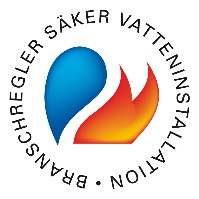 BRANSCHREGLER SÄKER VATTENINSTALLATION •